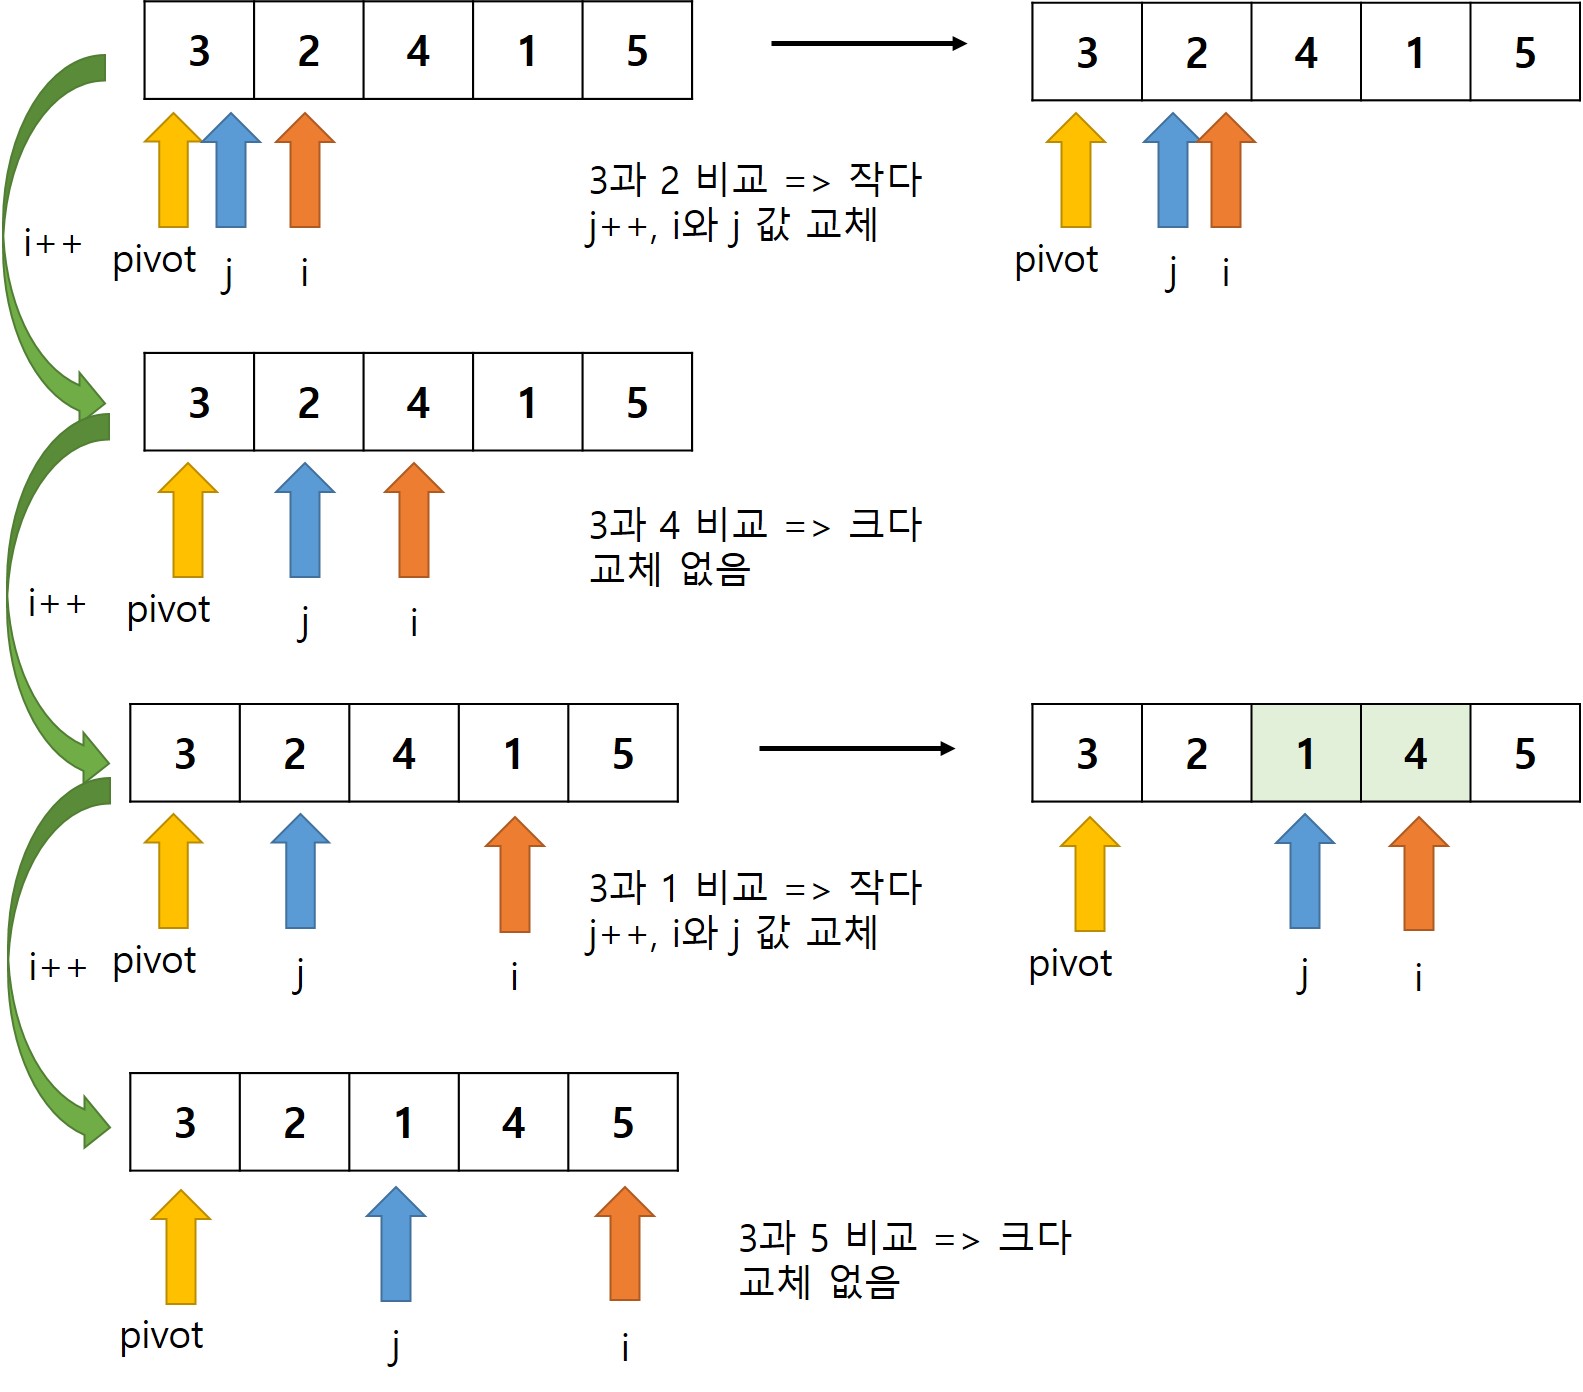 3 2 4 1 5
3 2 4 1 5
3과 2 비교 => 작다
j++, i와 j 값 교체
i++
pivot j i
pivot j i
3 2 4 1 5
3과 4 비교 => 크다
교체 없음
i++
pivot j i
3 2 4 1 5
3 2 1 4 5
3과 1 비교 => 작다
j++, i와 j 값 교체
i++
pivot j i
pivot j i
3 2 1 4 5
3과 5 비교 => 크다
교체 없음
pivot j i